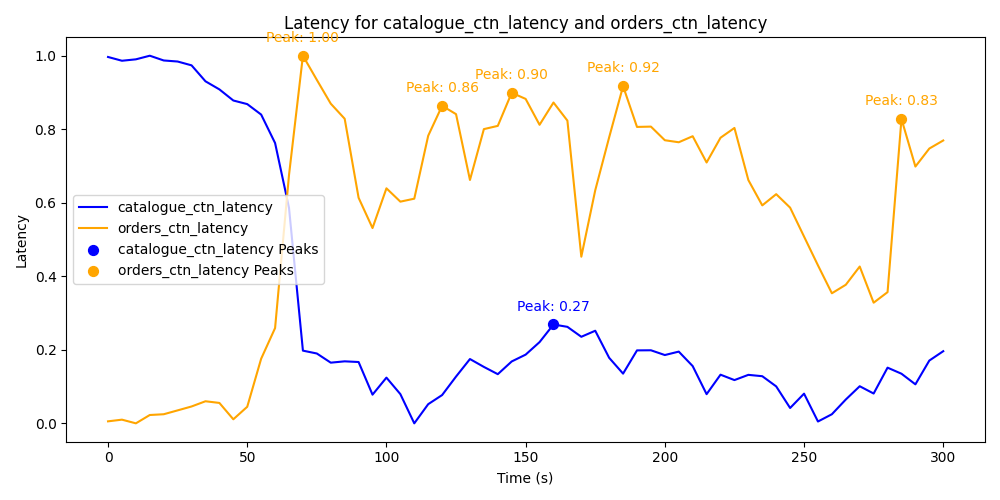 Latency for catalogue_ctn_latency and orders_ctn_latency
Peak: 1.00
Peak: 0.86
Peak: 0.90
Peak: 0.92
Peak: 0.83
Peak: 0.27
catalogue_ctn_latency
orders_ctn_latency
catalogue_ctn_latency Peaks
orders_ctn_latency Peaks
Latency
1.0
0.8
0.6
0.4
0.2
0.0
0 50 100 150 200 250 300
Time (s)